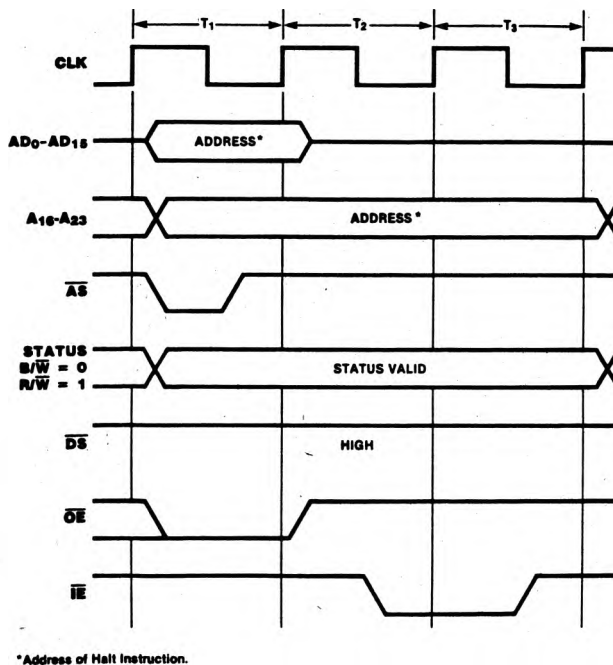 T1 T2 T3
CLK
AD0-AD15 ADDRESS*
A16-A23 ADDRESS*
AS
STATUS
B/W = 0 STATUS VALID
R/W = 1
DS HIGH
OE
IE
*Address of Halt Instruction.